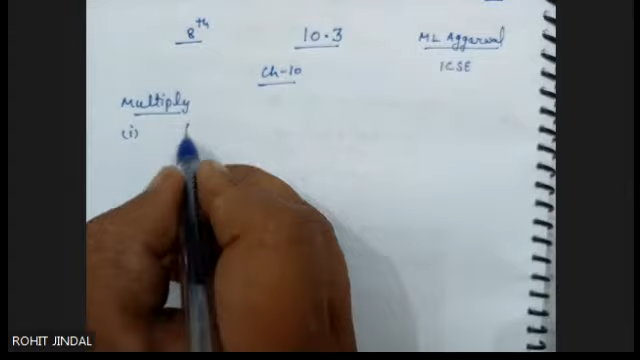 8th 10.3 ML Aggarwal
Ch-10 ICSE
Multiply
(i)
ROHIT JINDAL